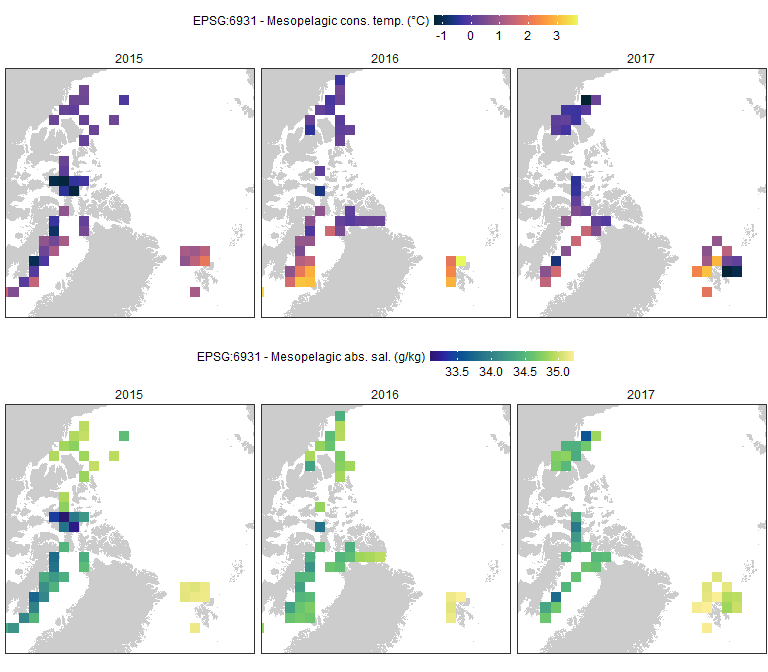 EPSG:6931 - Mesopelagic cons. temp. (°C)
-1 0 1 2 3
2015 2016 2017
EPSG:6931 - Mesopelagic abs. sal. (g/kg)
33.5 34.0 34.5 35.0
2015 2016 2017